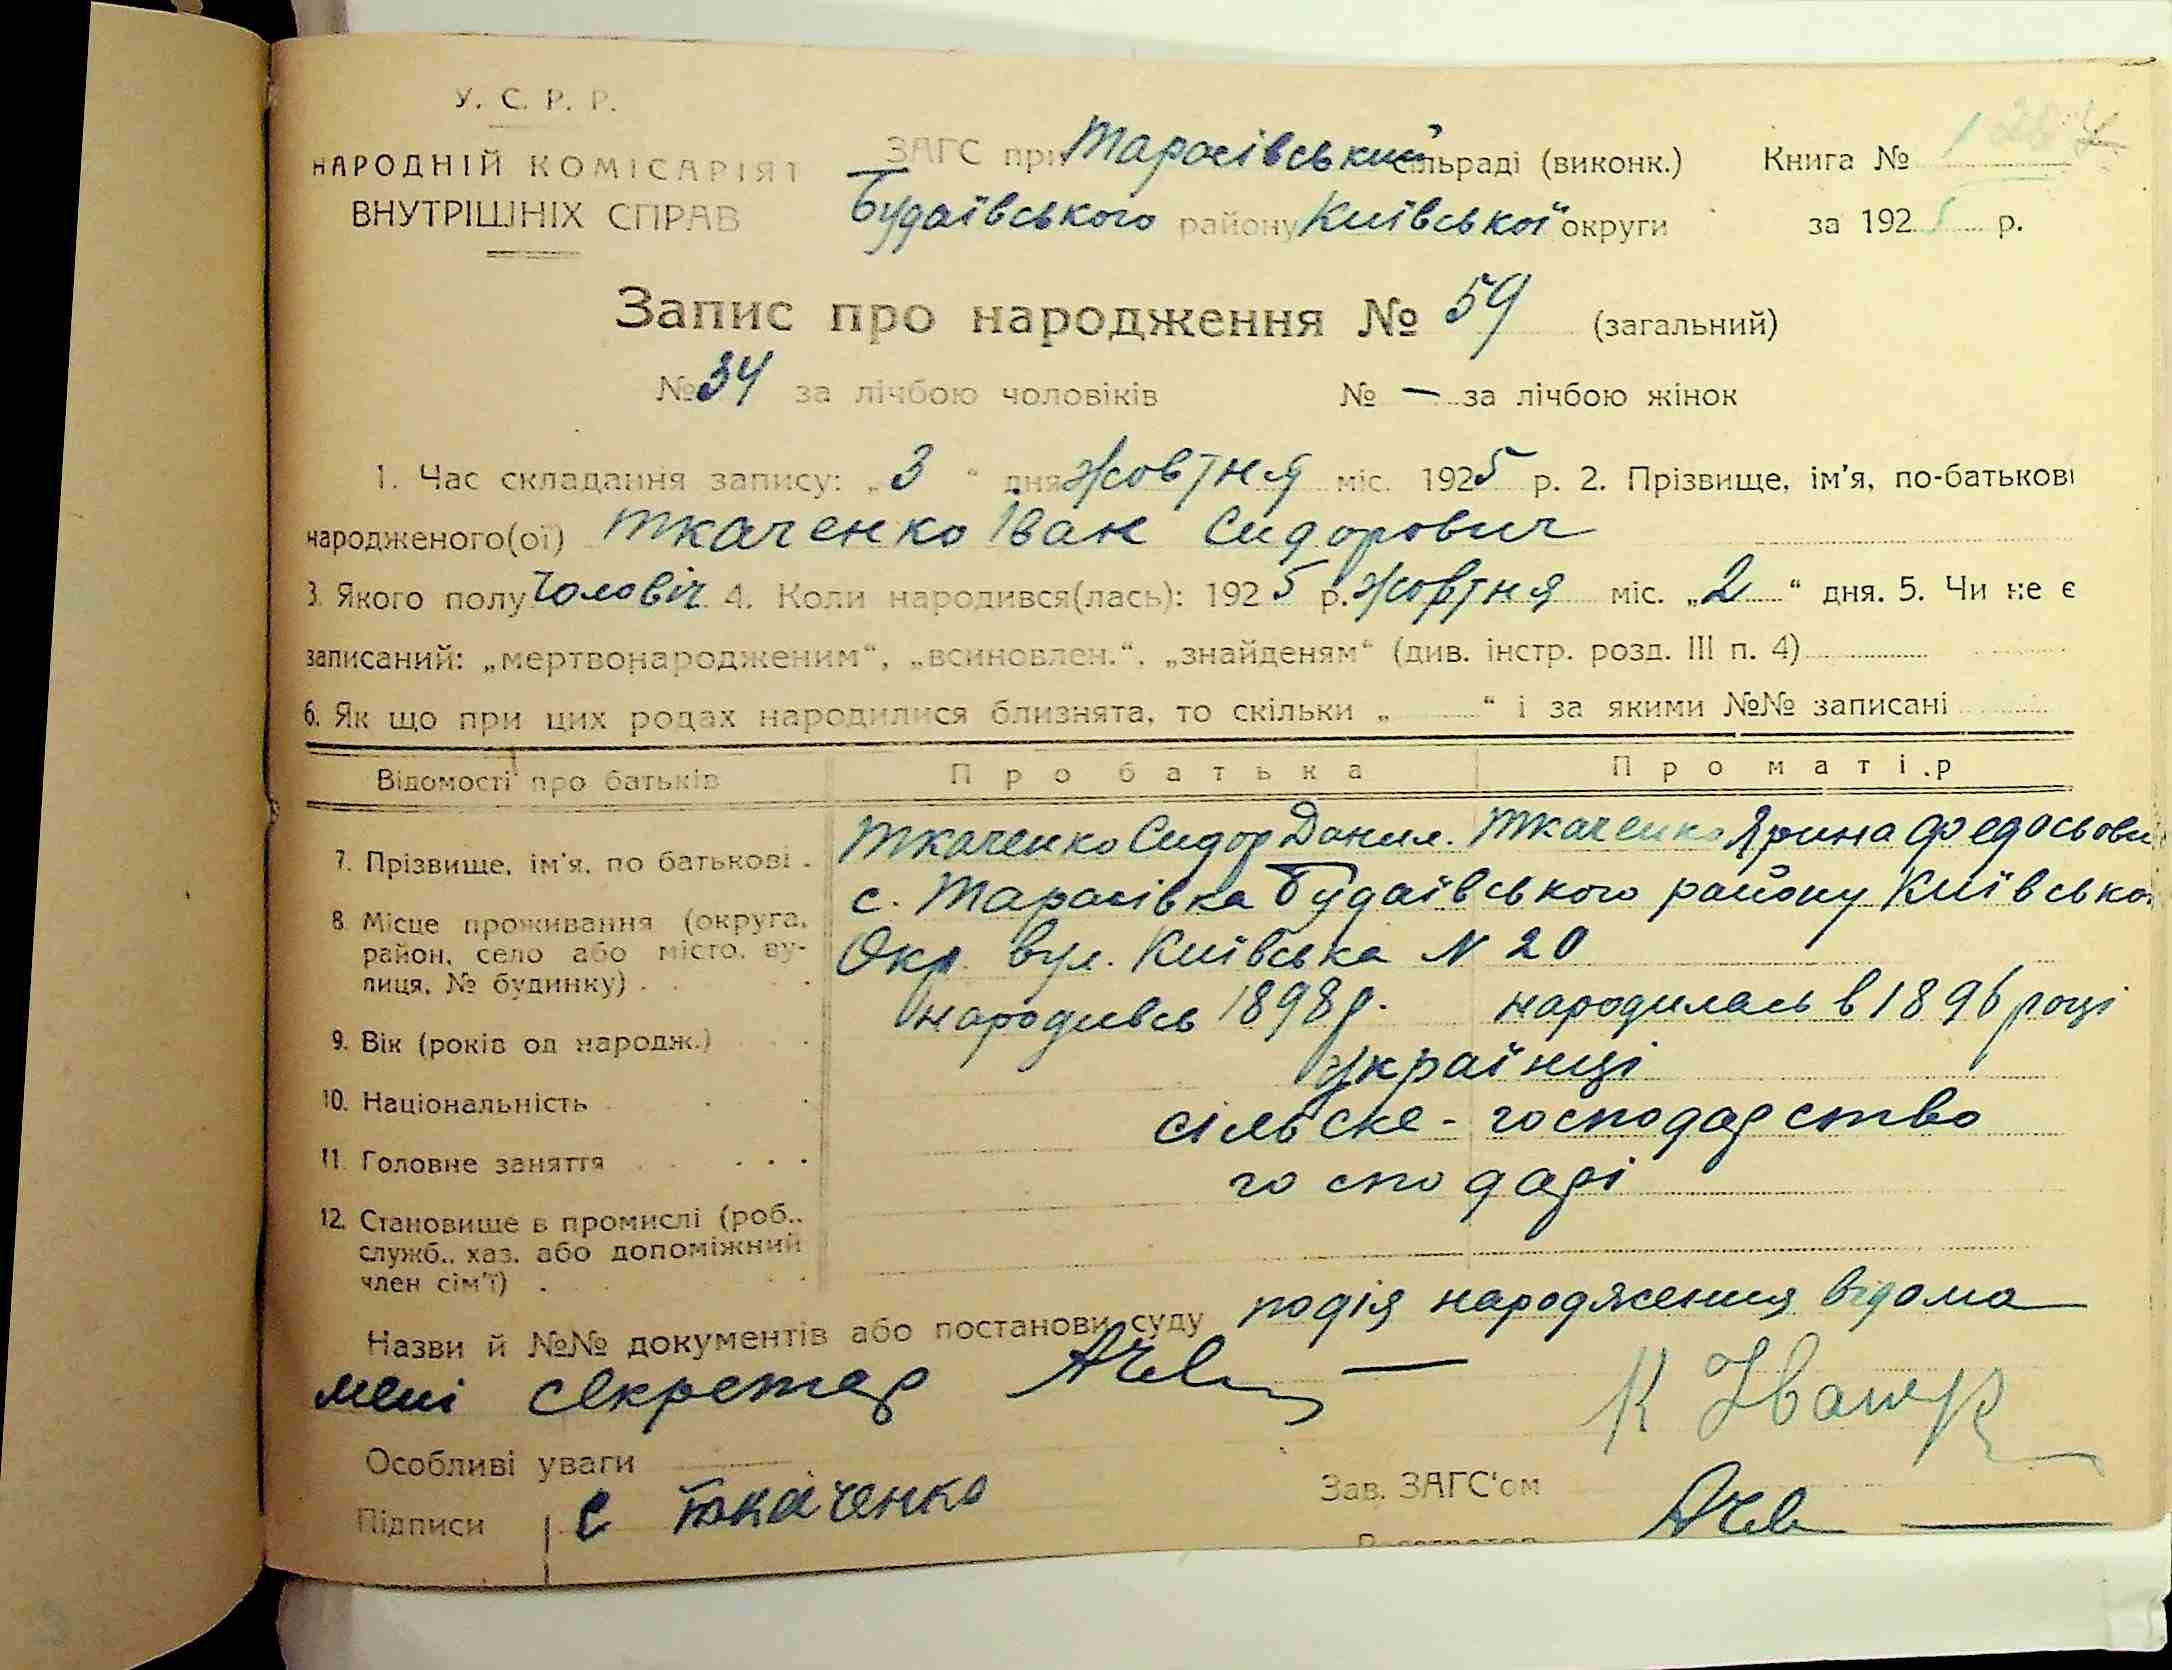 У. С. Р. Р.
НАРОДНІЙ КОМІСАРІЯТ
ВНУТРІШНІХ СПРАВ
ЗАГС при Тарасівський сільраді (виконк.)
Будаївського району Київської округи
Книга № 1
за 1925 р.
Запис про народження № 59 (загальний)
№ 34 за лічбою чоловіків № — за лічбою жінок
1. Час складання запису: „3“ дня жовтня міс. 1925 р. 2. Прізвище, ім'я, по-батькові
народженого(ої) Ткаченко Іван Сидорович
3. Якого полу чоловіч 4. Коли народився(лась): 1925 р. жовтня міс. „2“ дня. 5. Чи не є
записаний: „мертвонародженим“, „всиновлен.“, „знайденям“ (див. інстр. розд. III п. 4)
6. Як що при цих родах народилися близнята, то скільки „ “ і за якими №№ записані
Відомості про батьків Про батька Про матір
7. Прізвище, ім'я, по батькові . Ткаченко Сидор Данил. Ткаченко Ярина Федосьови
8. Місце проживання (округа, район, село або місто, вулиця, № будинку) . с. Тарасівка Будаївського району Київсько
Окр. вул. Київська N 20
9. Вік (років од народж.) народивсь 1898 р. народилась в 1896 році
10. Національність українці
11. Головне заняття сільске-господарство
12. Становище в промислі (роб., служб., хаз. або допоміжний член сім'ї) . господарі
Назви й №№ документів або постанови суду подія народження відома
мені секретар
Особливі уваги
Зав. ЗАГС'ом
Підписи С Ткаченко